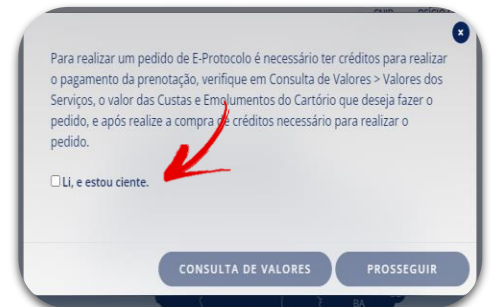 x
Para realizar um pedido de E-Protocolo é necessário ter créditos para realizar
o pagamento da prenotação, verifique em Consulta de Valores > Valores dos
Serviços, o valor das Custas e Emolumentos do Cartório que deseja fazer o
pedido, e após realize a compra de créditos necessário para realizar o
pedido.
Li, e estou ciente.
CONSULTA DE VALORES
PROSSEGUIR
BA